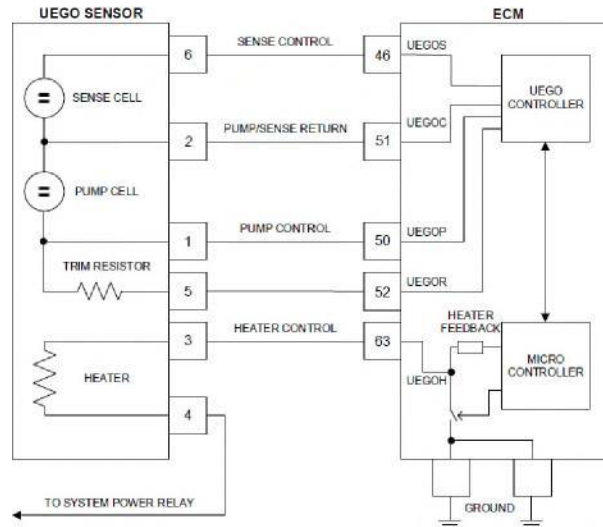 UEGO SENSOR
ECM
6
SENSE CONTROL
46
UEGOS
SENSE CELL
UEGO
CONTROLLER
2
PUMP/SENSE RETURN
51
UEGOC
PUMP CELL
1
PUMP CONTROL
50
UEGOP
TRIM RESISTOR
5
52
UEGOR
3
HEATER CONTROL
63
HEATER
FEEDBACK
MICRO
CONTROLLER
UEGOH
HEATER
4
TO SYSTEM POWER RELAY
GROUND